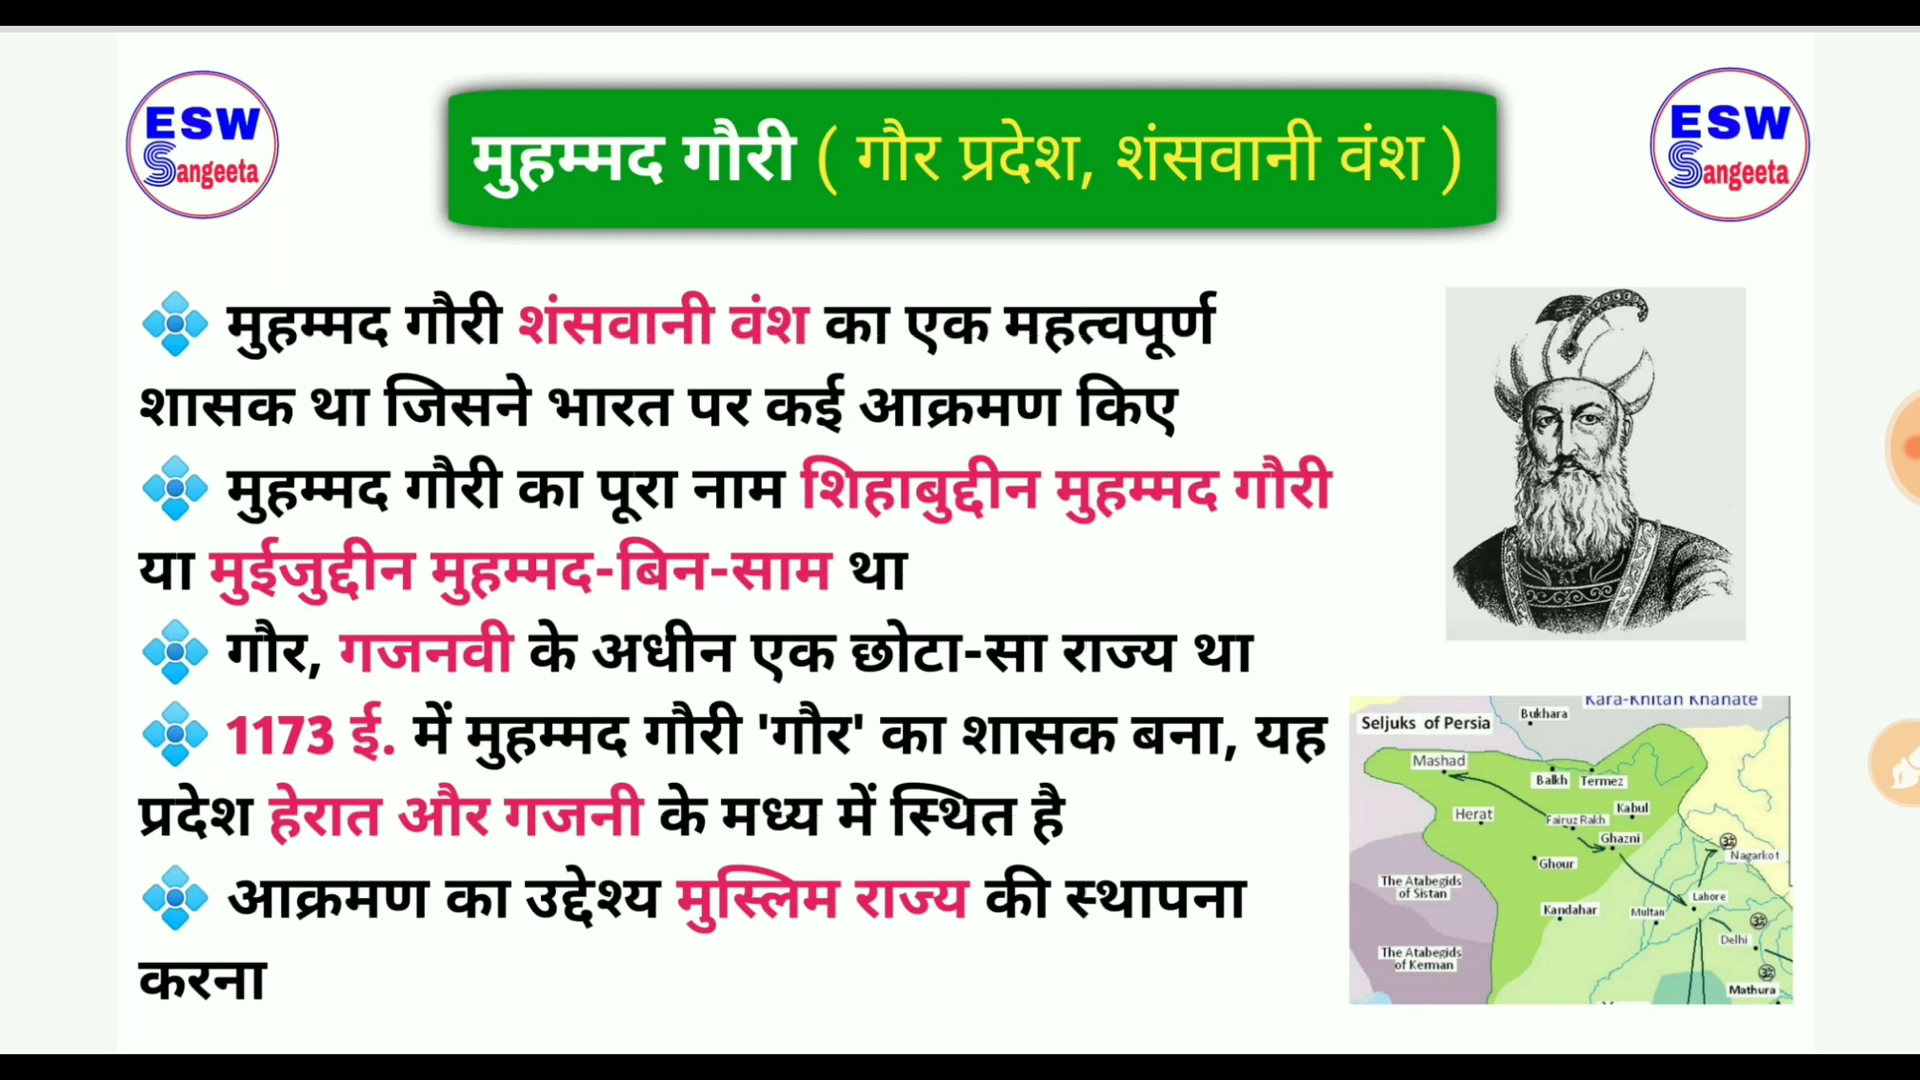 ESW
Sangeeta
मुहम्मद गौरी ( गौर प्रदेश, शंसवानी वंश )
ESW
Sangeeta
मुहम्मद गौरी शंसवानी वंश का एक महत्वपूर्ण
शासक था जिसने भारत पर कई आक्रमण किए
मुहम्मद गौरी का पूरा नाम शिहाबुद्दीन मुहम्मद गौरी
या मुईजुद्दीन मुहम्मद-बिन-साम था
गौर, गजनवी के अधीन एक छोटा-सा राज्य था
1173 ई. में मुहम्मद गौरी 'गौर' का शासक बना, यह
प्रदेश हेरात और गजनी के मध्य में स्थित है
आक्रमण का उद्देश्य मुस्लिम राज्य की स्थापना
करना
Kara-Khitan Khanate
Seljuks of Persia
Bukhara
Mashad
Balkh
Termez
Herat
Kabul
Fairuz Rakh
Ghazni
Ghour
Nagarkot
The Atabegids
of Sistan
Kandahar
Multan
Lahore
Delhi
The Atabegids
of Kerman
Mathura